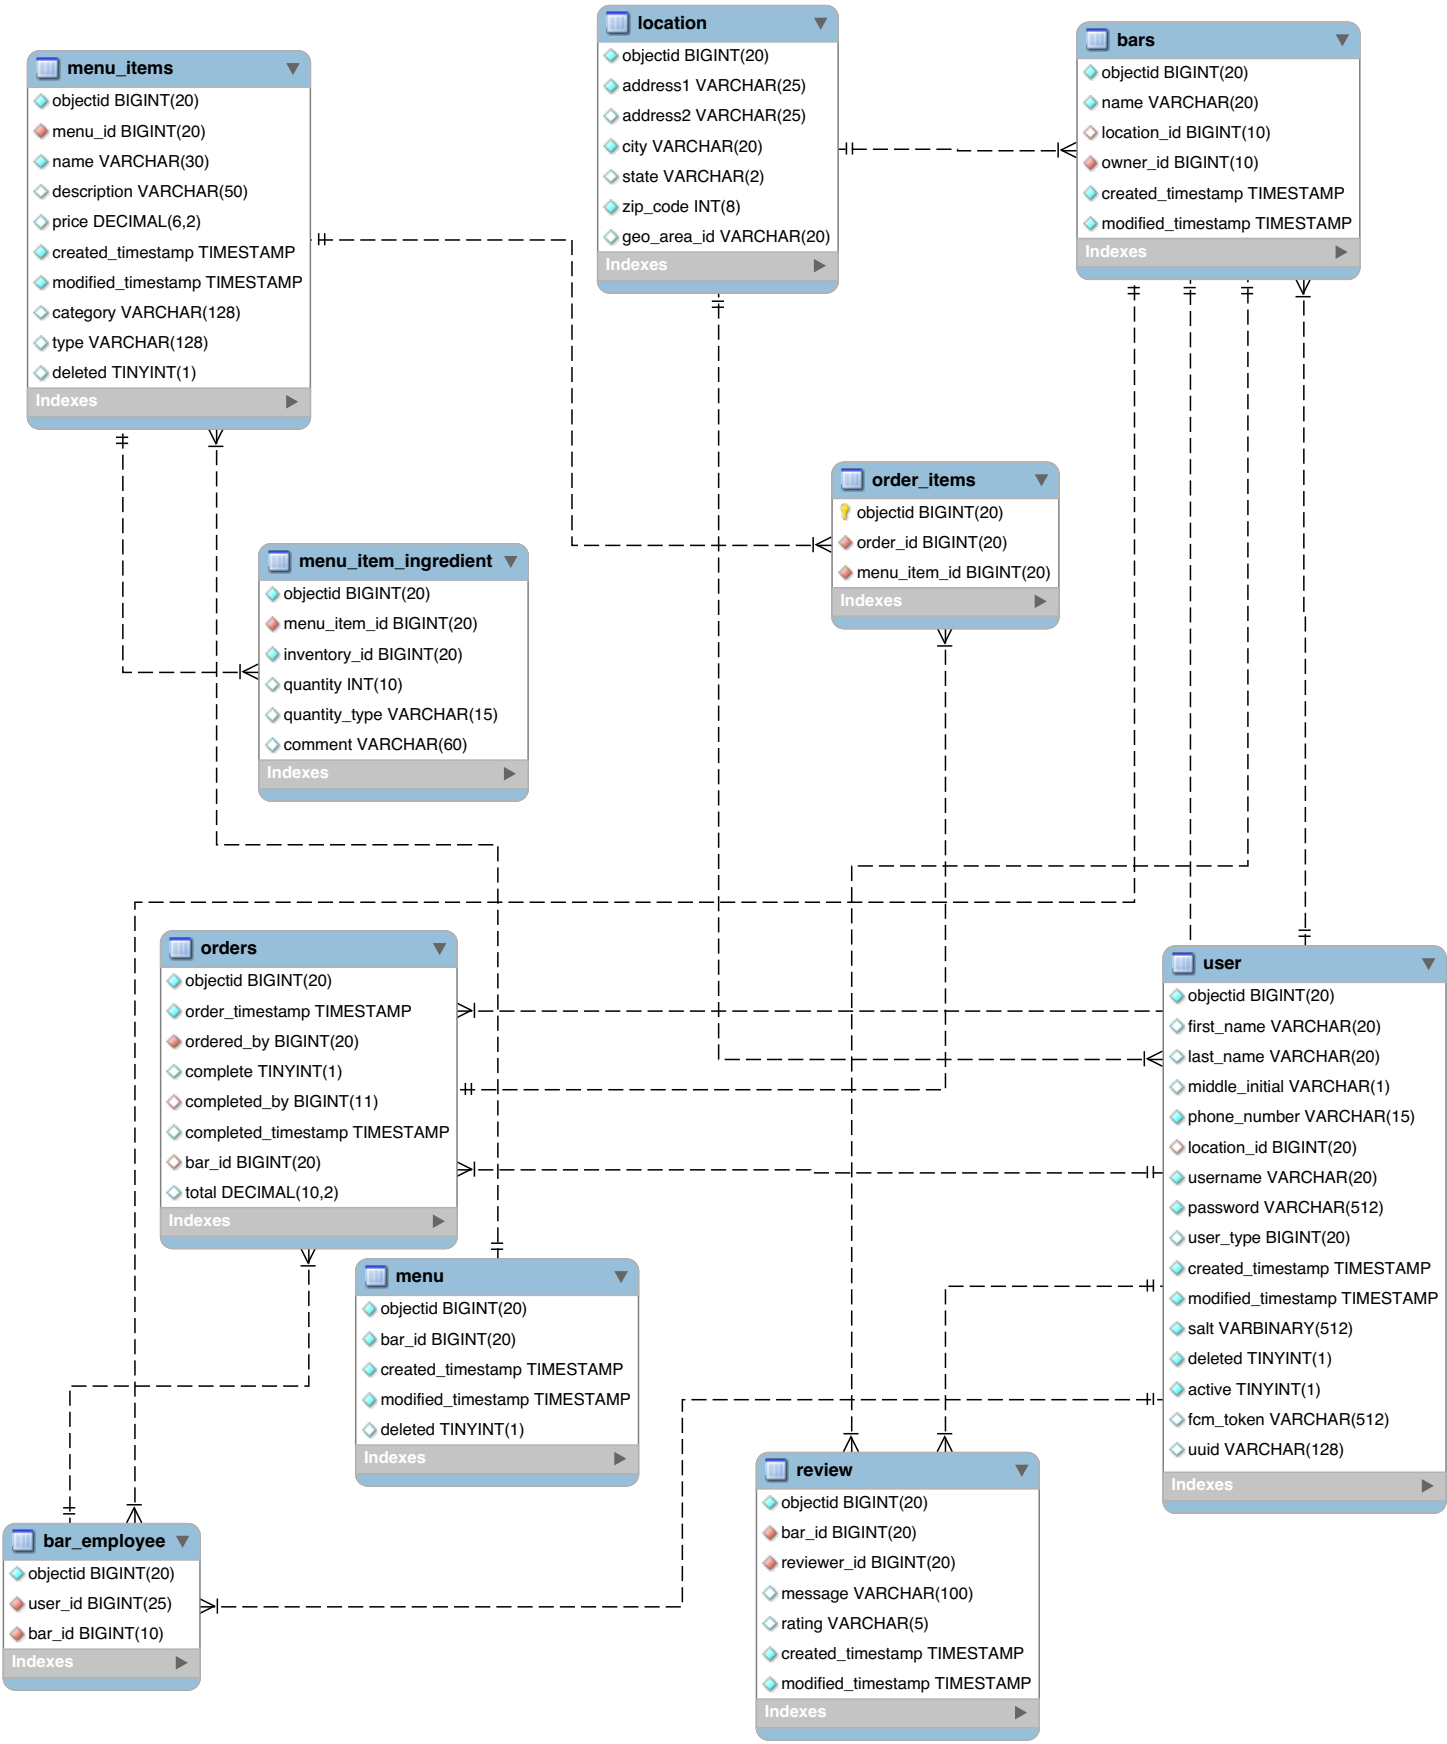 menu_items
objectid BIGINT(20)
menu_id BIGINT(20)
name VARCHAR(30)
description VARCHAR(50)
price DECIMAL(6,2)
created_timestamp TIMESTAMP
modified_timestamp TIMESTAMP
category VARCHAR(128)
type VARCHAR(128)
deleted TINYINT(1)
Indexes
location
objectid BIGINT(20)
address1 VARCHAR(25)
address2 VARCHAR(25)
city VARCHAR(20)
state VARCHAR(2)
zip_code INT(8)
geo_area_id VARCHAR(20)
Indexes
bars
objectid BIGINT(20)
name VARCHAR(20)
location_id BIGINT(10)
owner_id BIGINT(10)
created_timestamp TIMESTAMP
modified_timestamp TIMESTAMP
Indexes
order_items
objectid BIGINT(20)
order_id BIGINT(20)
menu_item_id BIGINT(20)
Indexes
menu_item_ingredient
objectid BIGINT(20)
menu_item_id BIGINT(20)
inventory_id BIGINT(20)
quantity INT(10)
quantity_type VARCHAR(15)
comment VARCHAR(60)
Indexes
orders
objectid BIGINT(20)
order_timestamp TIMESTAMP
ordered_by BIGINT(20)
complete TINYINT(1)
completed_by BIGINT(11)
completed_timestamp TIMESTAMP
bar_id BIGINT(20)
total DECIMAL(10,2)
Indexes
user
objectid BIGINT(20)
first_name VARCHAR(20)
last_name VARCHAR(20)
middle_initial VARCHAR(1)
phone_number VARCHAR(15)
location_id BIGINT(20)
username VARCHAR(20)
password VARCHAR(512)
user_type BIGINT(20)
created_timestamp TIMESTAMP
modified_timestamp TIMESTAMP
salt VARBINARY(512)
deleted TINYINT(1)
active TINYINT(1)
fcm_token VARCHAR(512)
uuid VARCHAR(128)
Indexes
menu
objectid BIGINT(20)
bar_id BIGINT(20)
created_timestamp TIMESTAMP
modified_timestamp TIMESTAMP
deleted TINYINT(1)
Indexes
review
objectid BIGINT(20)
bar_id BIGINT(20)
reviewer_id BIGINT(20)
message VARCHAR(100)
rating VARCHAR(5)
created_timestamp TIMESTAMP
modified_timestamp TIMESTAMP
Indexes
bar_employee
objectid BIGINT(20)
user_id BIGINT(25)
bar_id BIGINT(10)
Indexes